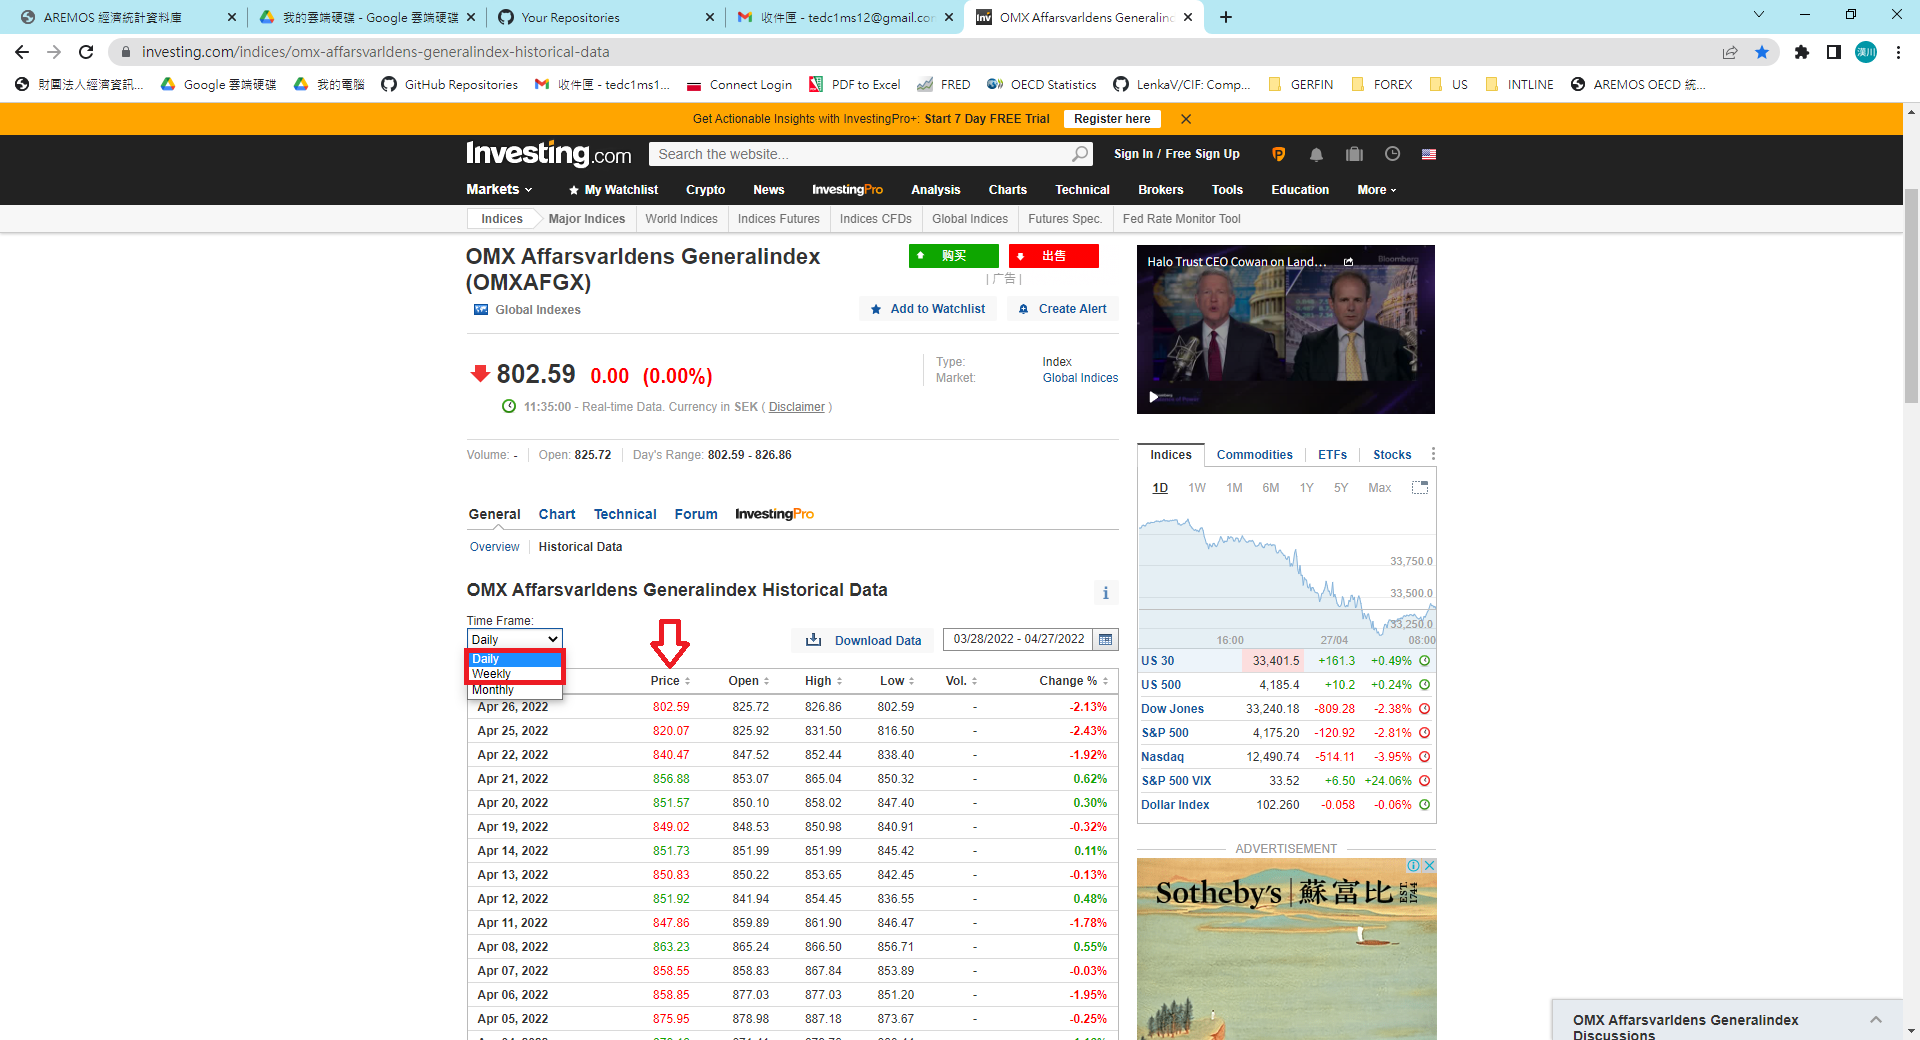 AREMOS 經濟統計資料庫
我的雲端硬碟 - Google 雲端硬碟
Your Repositories
收件匣 - tedc1ms12@gmail.cor
OMX Affarsvarldens Generalind
investing.com/indices/omx-affarsvarldens-generalindex-historical-data
漢川
財團法人經濟資訊...
Google 雲端硬碟
我的電腦
GitHub Repositories
收件匣 - tedc1ms1...
Connect Login
PDF to Excel
FRED
OECD Statistics
LenkaV/CIF: Comp...
GERFIN
FOREX
US
INTLINE
AREMOS OECD 統...
Get Actionable Insights with InvestingPro+: Start 7 Day FREE Trial
Register here
Investing.com
Search the website...
Sign In / Free Sign Up
Markets
My Watchlist
Crypto
News
InvestingPro
Analysis
Charts
Technical
Brokers
Tools
Education
More
Indices
Major Indices
World Indices
Indices Futures
Indices CFDs
Global Indices
Futures Spec.
Fed Rate Monitor Tool
OMX Affarsvarldens Generalindex
(OMXAFGX)
购买
出售
| 广告 |
Global Indexes
Add to Watchlist
Create Alert
802.59 0.00 (0.00%)
Type: Index
Market: Global Indices
11:35:00 - Real-time Data. Currency in SEK ( Disclaimer )
Volume: - Open: 825.72 Day's Range: 802.59 - 826.86
General Chart Technical Forum InvestingPro
Overview Historical Data
OMX Affarsvarldens Generalindex Historical Data
Time Frame:
Daily
Daily
Weekly
Monthly
Download Data
03/28/2022 - 04/27/2022
Price Open High Low Vol. Change %
Apr 26, 2022 802.59 825.72 826.86 802.59 - -2.13%
Apr 25, 2022 820.07 825.92 831.50 816.50 - -2.43%
Apr 22, 2022 840.47 847.52 852.44 838.40 - -1.92%
Apr 21, 2022 856.88 853.07 865.04 850.32 - 0.62%
Apr 20, 2022 851.57 850.10 858.02 847.40 - 0.30%
Apr 19, 2022 849.02 848.53 850.98 840.91 - -0.32%
Apr 14, 2022 851.73 851.99 851.99 845.42 - 0.11%
Apr 13, 2022 850.83 850.22 853.65 842.45 - -0.13%
Apr 12, 2022 851.92 841.94 854.45 836.55 - 0.48%
Apr 11, 2022 847.86 859.89 861.90 846.47 - -1.78%
Apr 08, 2022 863.23 865.24 866.50 856.71 - 0.55%
Apr 07, 2022 858.55 858.83 867.84 853.89 - -0.03%
Apr 06, 2022 858.85 877.03 877.03 851.20 - -1.95%
Apr 05, 2022 875.95 878.98 887.18 873.67 - -0.25%
Halo Trust CEO Cowan on Land...
Bloomberg
Indices Commodities ETFs Stocks
1D 1W 1M 6M 1Y 5Y Max
33,750.0
33,500.0
33,250.0
16:00 27/04 08:00
US 30 33,401.5 +161.3 +0.49%
US 500 4,185.4 +10.2 +0.24%
Dow Jones 33,240.18 -809.28 -2.38%
S&P 500 4,175.20 -120.92 -2.81%
Nasdaq 12,490.74 -514.11 -3.95%
S&P 500 VIX 33.52 +6.50 +24.06%
Dollar Index 102.260 -0.058 -0.06%
ADVERTISEMENT
Sotheby's | 蘇富比 EST. 1744
OMX Affarsvarldens Generalindex
Discussions